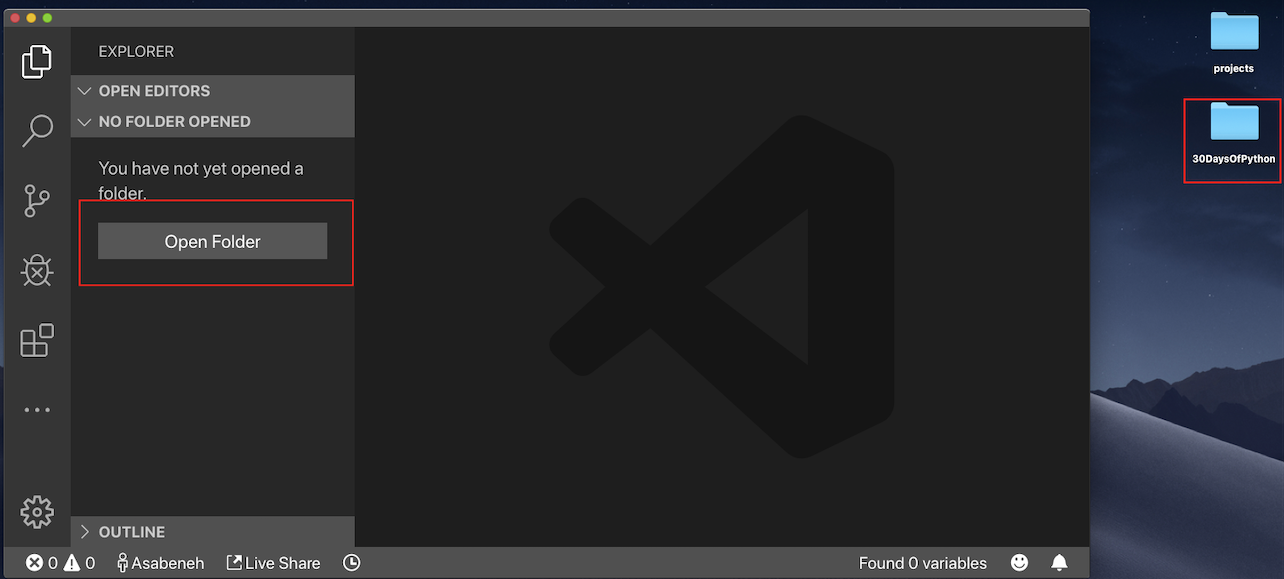 EXPLORER
OPEN EDITORS
NO FOLDER OPENED
You have not yet opened a
folder.
Open Folder
OUTLINE
0 0 Asabeneh Live Share Found 0 variables
projects
30DaysOfPython